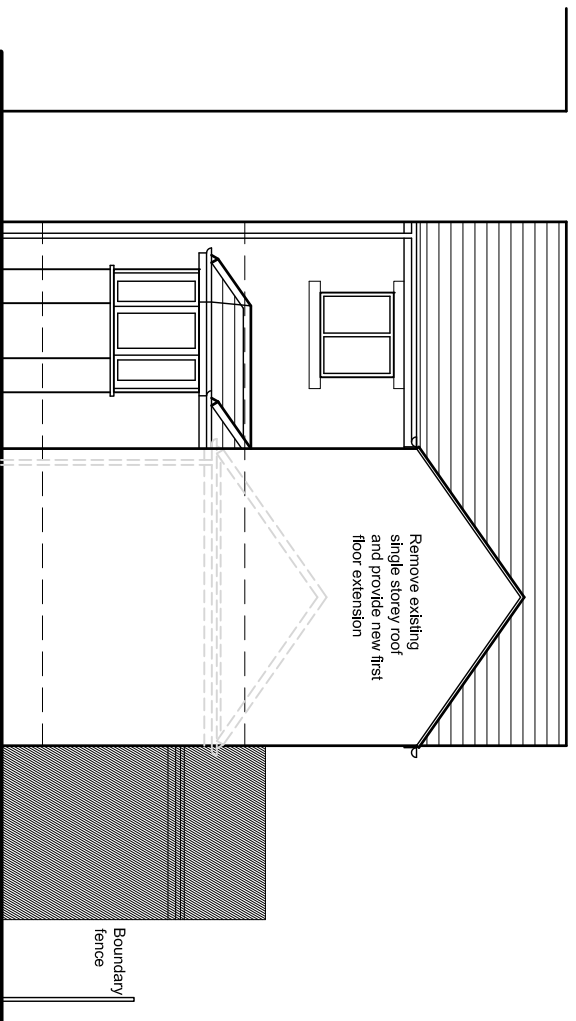 Remove existing
single storey roof
and provide new first
floor extension
Boundary
fence